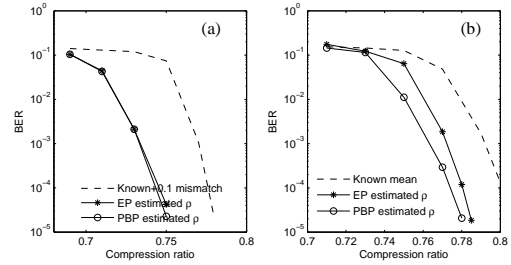 (a)
10^0
10^-1
10^-2
10^-3
10^-4
10^-5
BER
Known+0.1 mismatch
EP estimated ρ
PBP estimated ρ
0.7 0.75 0.8
Compression ratio
(b)
10^0
10^-1
10^-2
10^-3
10^-4
10^-5
BER
Known mean
EP estimated ρ
PBP estimated ρ
0.7 0.72 0.74 0.76 0.78 0.8
Compression ratio